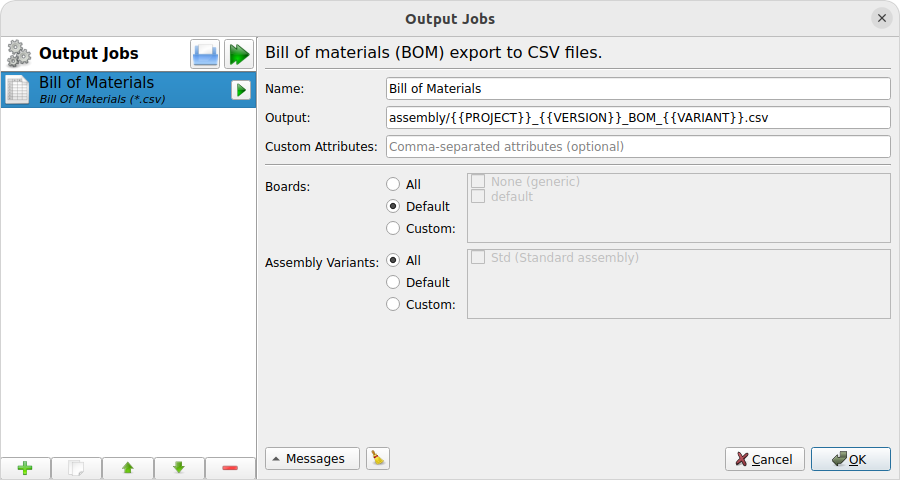 Output Jobs
Output Jobs
Bill of Materials
Bill Of Materials (*.csv)
Bill of materials (BOM) export to CSV files.
Name: Bill of Materials
Output: assembly/{{PROJECT}}_{{VERSION}}_BOM_{{VARIANT}}.csv
Custom Attributes: Comma-separated attributes (optional)
Boards:
All
Default
Custom:
None (generic)
default
Assembly Variants:
All
Default
Custom:
Std (Standard assembly)
Messages
Cancel
OK